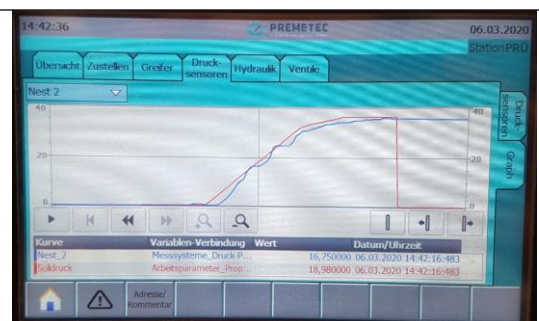 14:42:36
PREMETEC
06.03.2020
Station PRÜ
Übersicht
Zustellen
Greifer
Druck-
sensoren
Hydraulik
Ventile
Nest 2
Druck-
sensoren
Graph
40
20
0
40
20
0
Kurve Variablen-Verbindung Wert Datum/Uhrzeit
Nest_2 Messsysteme_Druck P... 16,750000 06.03.2020 14:42:16:483
Solldruck Arbeitsparameter_Prop... 18,980000 06.03.2020 14:42:16:483
Adresse/
Kommentar